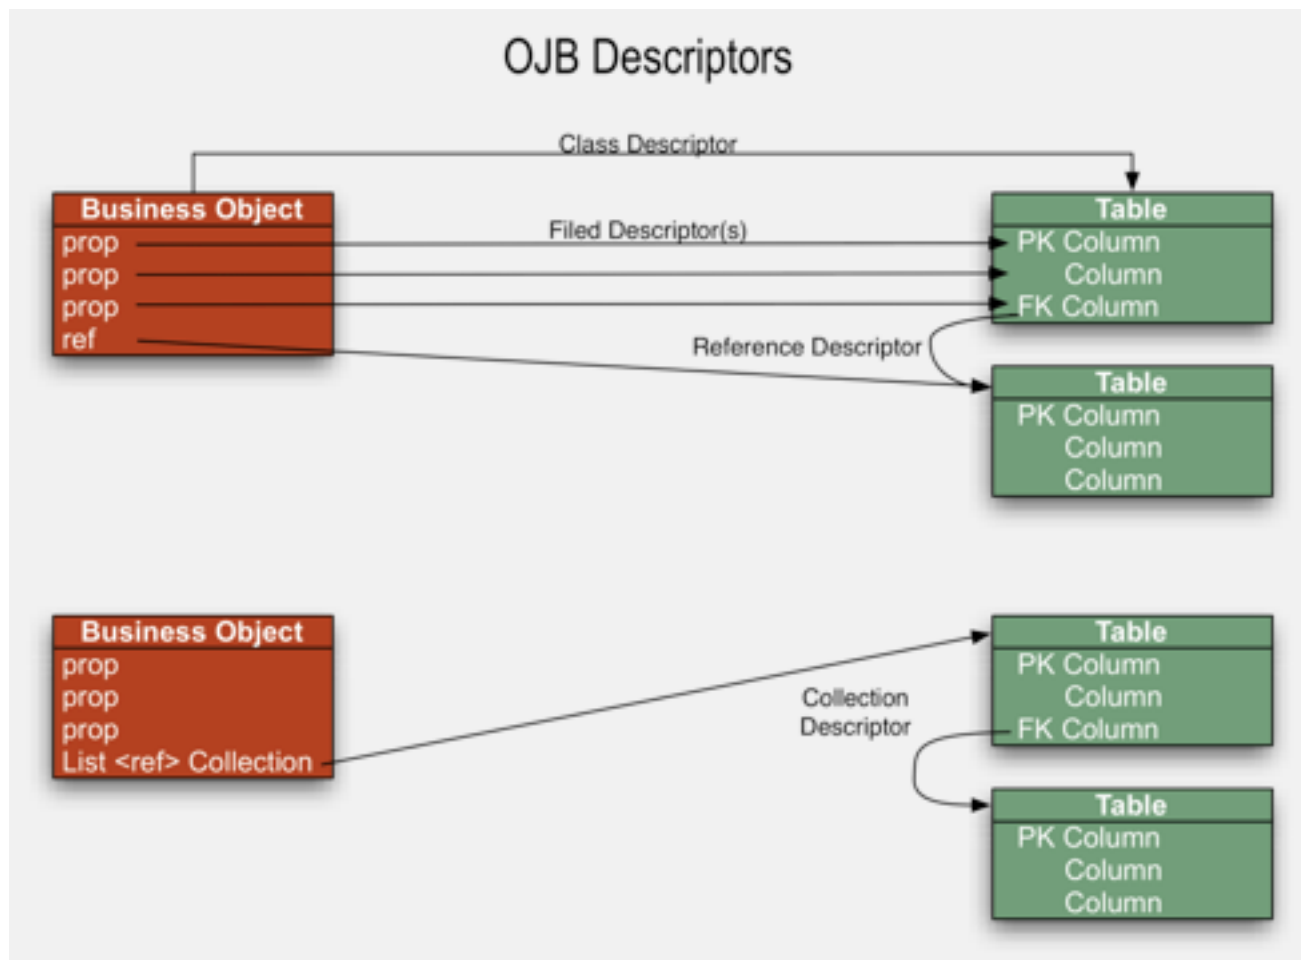 OJB Descriptors
Class Descriptor
Business Object
prop
prop
prop
ref
Filed Descriptor(s)
Table
PK Column
Column
FK Column
Reference Descriptor
Table
PK Column
Column
Column
Business Object
prop
prop
prop
List <ref> Collection
Collection
Descriptor
Table
PK Column
Column
FK Column
Table
PK Column
Column
Column